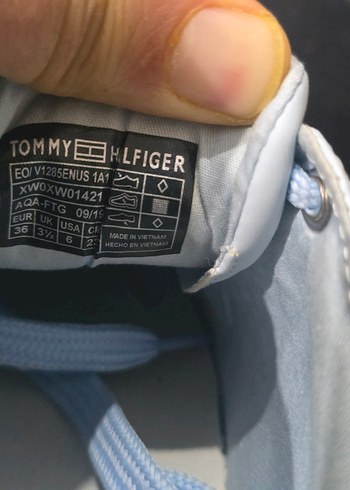 TOMMY HILFIGER
EO/ V1285ENUS 1A1
XW0XW01421
AQA-FTG 09/19
EUR UK USA
36 3½ 6
MADE IN VIETNAM
HECHO EN VIETNAM